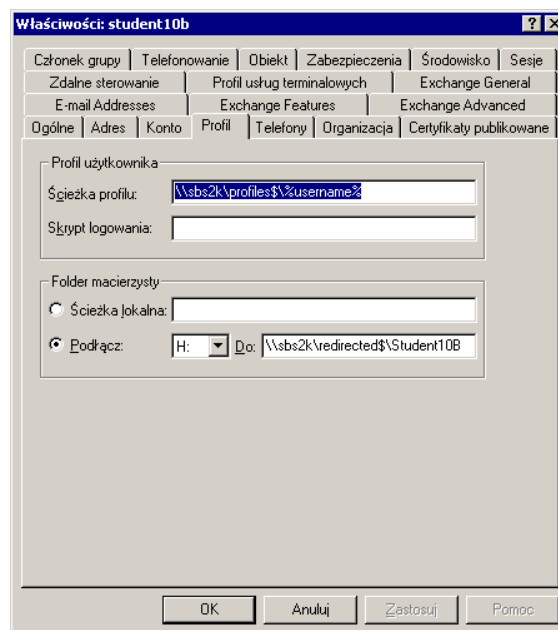 Właściwości: student10b
Członek grupy Telefonowanie Obiekt Zabezpieczenia Środowisko Sesje
Zdalne sterowanie Profil usług terminalowych Exchange General
E-mail Addresses Exchange Features Exchange Advanced
Ogólne Adres Konto Profil Telefony Organizacja Certyfikaty publikowane
Profil użytkownika
Ścieżka profilu: \\sbs2k\profiles$\%username%
Skrypt logowania:
Folder macierzysty
Ścieżka lokalna:
Podłącz: H: Do: \\sbs2k\redirected$\Student10B
OK Anuluj Zastosuj Pomoc